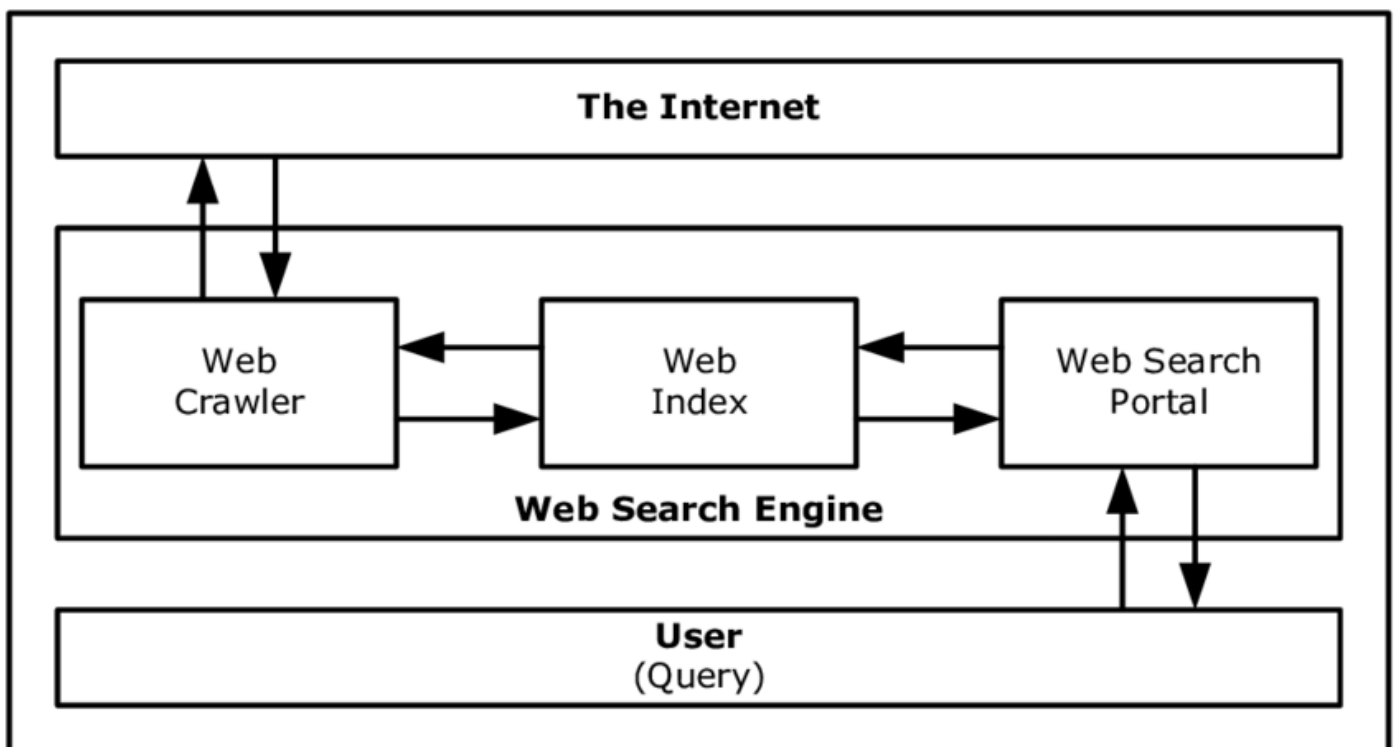 The Internet
Web
Crawler
Web
Index
Web Search
Portal
Web Search Engine
User
(Query)